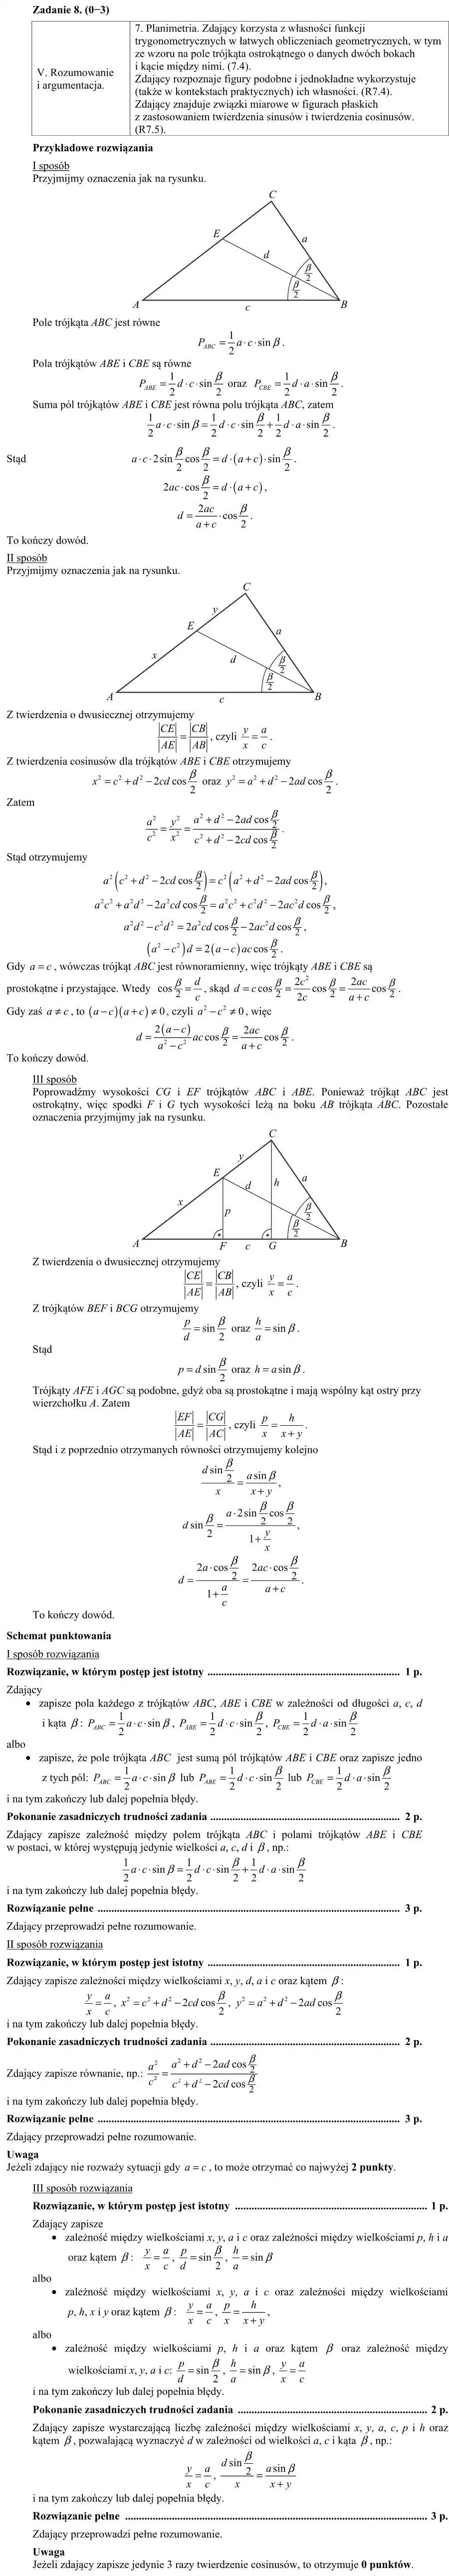 Zadanie 8. (0−3)
V. Rozumowanie
i argumentacja.
7. Planimetria. Zdający korzysta z własności funkcji
trygonometrycznych w łatwych obliczeniach geometrycznych, w tym
ze wzoru na pole trójkąta ostrokątnego o danych dwóch bokach
i kącie między nimi. (7.4).
Zdający rozpoznaje figury podobne i jednokładne wykorzystuje
(także w kontekstach praktycznych) ich własności. (R7.4).
Zdający znajduje związki miarowe w figurach płaskich
z zastosowaniem twierdzenia sinusów i twierdzenia cosinusów.
(R7.5).
Przykładowe rozwiązania
I sposób
Przyjmijmy oznaczenia jak na rysunku.
C
E
a
d
β/2
β/2
A
c
B
Pole trójkąta ABC jest równe
P_ABC = 1/2 a·c·sin β.
Pola trójkątów ABE i CBE są równe
P_ABE = 1/2 d·c·sin β/2 oraz P_CBE = 1/2 d·a·sin β/2.
Suma pól trójkątów ABE i CBE jest równa polu trójkąta ABC, zatem
1/2 a·c·sin β = 1/2 d·c·sin β/2 + 1/2 d·a·sin β/2.
Stąd a·c·2sin β/2 cos β/2 = d·(a+c)·sin β/2.
2ac·cos β/2 = d·(a+c),
d = 2ac/(a+c) · cos β/2.
To kończy dowód.
II sposób
Przyjmijmy oznaczenia jak na rysunku.
C
y
E
a
x
d
β/2
β/2
A
c
B
Z twierdzenia o dwusiecznej otrzymujemy
|CE|/|AE| = |CB|/|AB|, czyli y/x = a/c.
Z twierdzenia cosinusów dla trójkątów ABE i CBE otrzymujemy
x² = c² + d² − 2cd cos β/2 oraz y² = a² + d² − 2ad cos β/2.
Zatem
a²/c² = y²/x² = (a² + d² − 2ad cos β/2)/(c² + d² − 2cd cos β/2).
Stąd otrzymujemy
a²(c² + d² − 2cd cos β/2) = c²(a² + d² − 2ad cos β/2),
a²c² + a²d² − 2a²cd cos β/2 = a²c² + c²d² − 2ac²d cos β/2,
a²d² − c²d² = 2a²cd cos β/2 − 2ac²d cos β/2,
(a² − c²)d = 2(a − c)ac cos β/2.
Gdy a = c, wówczas trójkąt ABC jest równoramienny, więc trójkąty ABE i CBE są
prostokątne i przystające. Wtedy cos β/2 = d/c, skąd d = c cos β/2 = 2c²/2c cos β/2 = 2ac/(a+c) cos β/2.
Gdy zaś a ≠ c, to (a − c)(a + c) ≠ 0, czyli a² − c² ≠ 0, więc
d = 2(a − c)/(a² − c²) ac cos β/2 = 2ac/(a+c) cos β/2.
To kończy dowód.
III sposób
Poprowadźmy wysokości CG i EF trójkątów ABC i ABE. Ponieważ trójkąt ABC jest
ostrokątny, więc spodki F i G tych wysokości leżą na boku AB trójkąta ABC. Pozostałe
oznaczenia przyjmijmy jak na rysunku.
C
y
E
d
h
a
x
p
β/2
β/2
A
F
c
G
B
Z twierdzenia o dwusiecznej otrzymujemy
|CE|/|AE| = |CB|/|AB|, czyli y/x = a/c.
Z trójkątów BEF i BCG otrzymujemy
p/d = sin β/2 oraz h/a = sin β.
Stąd
p = d sin β/2 oraz h = a sin β.
Trójkąty AFE i AGC są podobne, gdyż oba są prostokątne i mają wspólny kąt ostry przy
wierzchołku A. Zatem
|EF|/|AE| = |CG|/|AC|, czyli p/x = h/(x+y).
Stąd i z poprzednio otrzymanych równości otrzymujemy kolejno
(d sin β/2)/x = (a sin β)/(x+y),
d sin β/2 = (a·2sin β/2 cos β/2)/(1 + y/x),
d = (2a·cos β/2)/(1 + a/c) = (2ac·cos β/2)/(a+c).
To kończy dowód.
Schemat punktowania
I sposób rozwiązania
Rozwiązanie, w którym postęp jest istotny ... 1 p.
Zdający
• zapisze pola każdego z trójkątów ABC, ABE i CBE w zależności od długości a, c, d
i kąta β: P_ABC = 1/2 a·c·sin β, P_ABE = 1/2 d·c·sin β/2, P_CBE = 1/2 d·a·sin β/2
albo
• zapisze, że pole trójkąta ABC jest sumą pól trójkątów ABE i CBE oraz zapisze jedno
z tych pól: P_ABC = 1/2 a·c·sin β lub P_ABE = 1/2 d·c·sin β/2 lub P_CBE = 1/2 d·a·sin β/2
i na tym zakończy lub dalej popełnia błędy.
Pokonanie zasadniczych trudności zadania ... 2 p.
Zdający zapisze zależność między polem trójkąta ABC i polami trójkątów ABE i CBE
w postaci, w której występują jedynie wielkości a, c, d i β, np.:
1/2 a·c·sin β = 1/2 d·c·sin β/2 + 1/2 d·a·sin β/2
i na tym zakończy lub dalej popełnia błędy.
Rozwiązanie pełne ... 3 p.
Zdający przeprowadzi pełne rozumowanie.
II sposób rozwiązania
Rozwiązanie, w którym postęp jest istotny ... 1 p.
Zdający zapisze zależności między wielkościami x, y, d, a i c oraz kątem β:
y/x = a/c, x² = c² + d² − 2cd cos β/2, y² = a² + d² − 2ad cos β/2
i na tym zakończy lub dalej popełnia błędy.
Pokonanie zasadniczych trudności zadania ... 2 p.
Zdający zapisze równanie, np.: a²/c² = (a² + d² − 2ad cos β/2)/(c² + d² − 2cd cos β/2)
i na tym zakończy lub dalej popełnia błędy.
Rozwiązanie pełne ... 3 p.
Zdający przeprowadzi pełne rozumowanie.
Uwaga
Jeżeli zdający nie rozważy sytuacji gdy a = c, to może otrzymać co najwyżej 2 punkty.
III sposób rozwiązania
Rozwiązanie, w którym postęp jest istotny ... 1 p.
Zdający zapisze
• zależność między wielkościami x, y, a i c oraz zależności między wielkościami p, h i a
oraz kątem β: y/x = a/c, p/d = sin β/2, h/a = sin β
albo
• zależność między wielkościami x, y, a i c oraz zależności między wielkościami
p, h, x i y oraz kątem β: y/x = a/c, p/x = h/(x+y),
albo
• zależność między wielkościami p, h i a oraz kątem β oraz zależność między
wielkościami x, y, a i c: p/d = sin β/2, h/a = sin β, y/x = a/c
i na tym zakończy lub dalej popełnia błędy.
Pokonanie zasadniczych trudności zadania ... 2 p.
Zdający zapisze wystarczającą liczbę zależności między wielkościami x, y, a, c, p i h oraz
kątem β, pozwalającą wyznaczyć d w zależności od wielkości a, c i kąta β, np.:
y/x = a/c, (d sin β/2)/x = (a sin β)/(x+y)
i na tym zakończy lub dalej popełnia błędy.
Rozwiązanie pełne ... 3 p.
Zdający przeprowadzi pełne rozumowanie.
Uwaga
Jeżeli zdający zapisze jedynie 3 razy twierdzenie cosinusów, to otrzymuje 0 punktów.